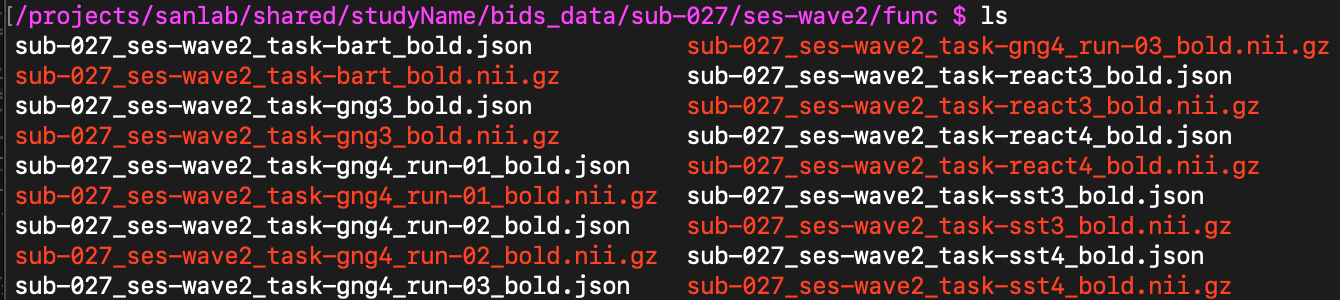 [/projects/sanlab/shared/studyName/bids_data/sub-027/ses-wave2/func $ ls
sub-027_ses-wave2_task-bart_bold.json sub-027_ses-wave2_task-gng4_run-03_bold.nii.gz
sub-027_ses-wave2_task-bart_bold.nii.gz sub-027_ses-wave2_task-react3_bold.json
sub-027_ses-wave2_task-gng3_bold.json sub-027_ses-wave2_task-react3_bold.nii.gz
sub-027_ses-wave2_task-gng3_bold.nii.gz sub-027_ses-wave2_task-react4_bold.json
sub-027_ses-wave2_task-gng4_run-01_bold.json sub-027_ses-wave2_task-react4_bold.nii.gz
sub-027_ses-wave2_task-gng4_run-01_bold.nii.gz sub-027_ses-wave2_task-sst3_bold.json
sub-027_ses-wave2_task-gng4_run-02_bold.json sub-027_ses-wave2_task-sst3_bold.nii.gz
sub-027_ses-wave2_task-gng4_run-02_bold.nii.gz sub-027_ses-wave2_task-sst4_bold.json
sub-027_ses-wave2_task-gng4_run-03_bold.json sub-027_ses-wave2_task-sst4_bold.nii.gz